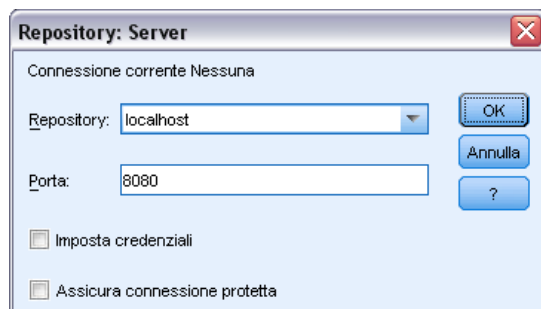 Repository: Server
Connessione corrente Nessuna
Repository: localhost
OK
Annulla
Porta: 8080
?
Imposta credenziali
Assicura connessione protetta